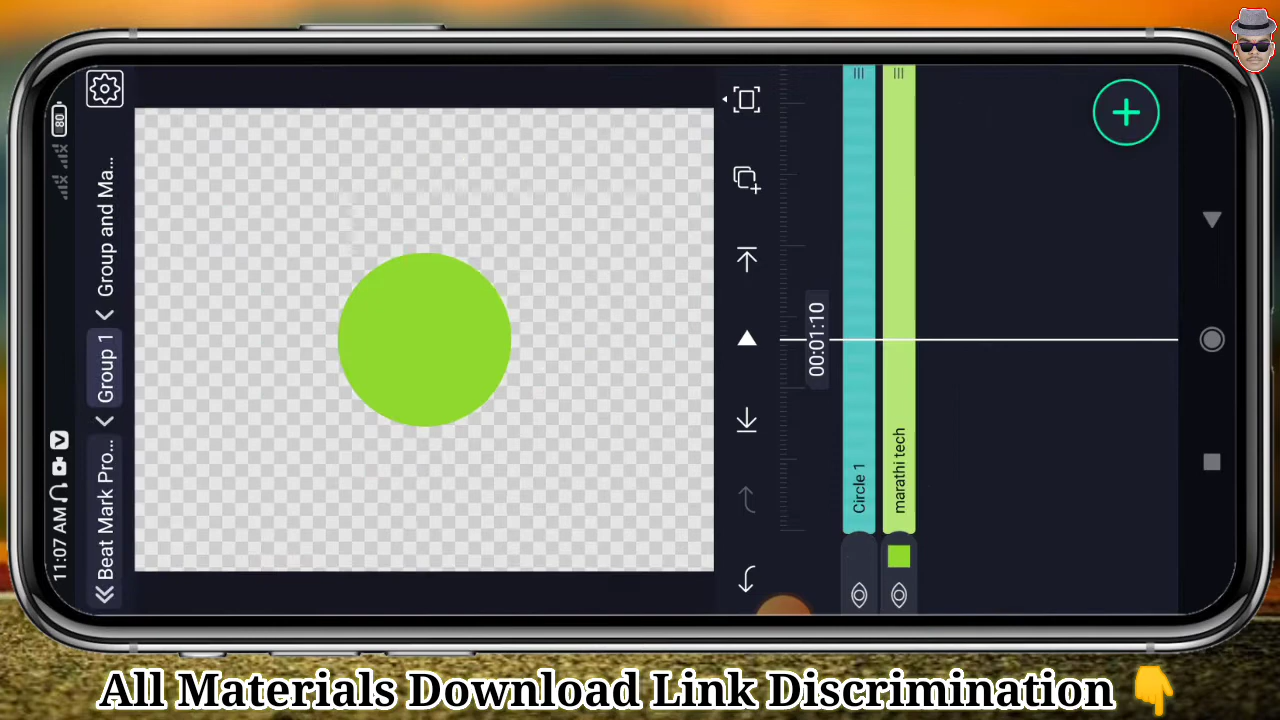 11:07 AM
80
Beat Mark Pro...
Group 1
Group and Ma...
00:01:10
Circle 1
marathi tech
All Materials Download Link Discrimination 👇